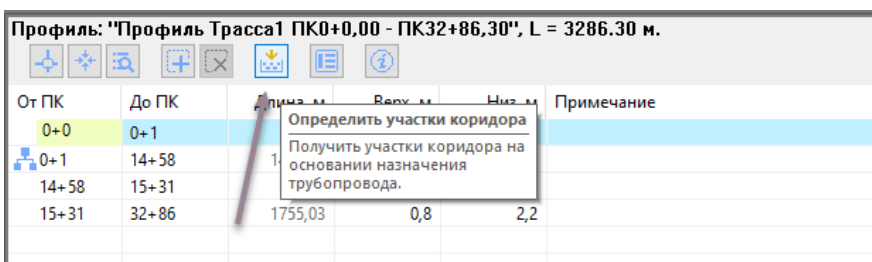 Профиль: "Профиль Трасса1 ПК0+0,00 - ПК32+86,30", L = 3286.30 м.
От ПК До ПК Длина, м Верх, м Низ, м Примечание
0+0 0+1
Определить участки коридора
Получить участки коридора на
основании назначения
трубопровода.
0+1 14+58
14+58 15+31
15+31 32+86 1755,03 0,8 2,2